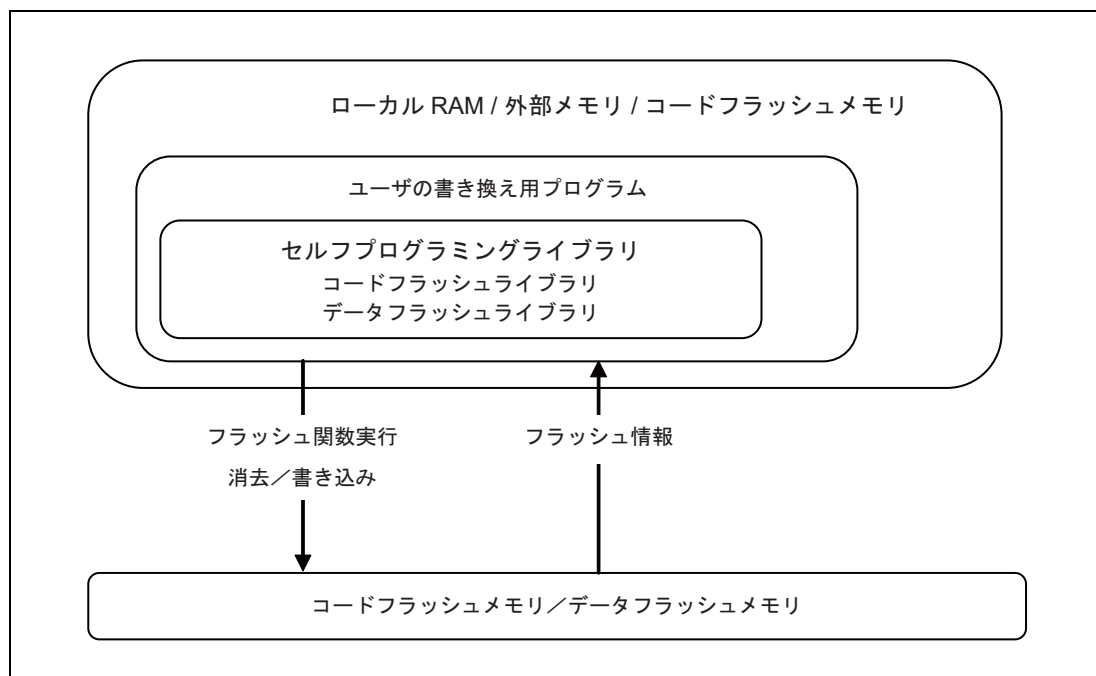 ローカル RAM / 外部メモリ / コードフラッシュメモリ
ユーザの書き換え用プログラム
セルフプログラミングライブラリ
コードフラッシュライブラリ
データフラッシュライブラリ
フラッシュ関数実行
消去／書き込み
フラッシュ情報
コードフラッシュメモリ／データフラッシュメモリ